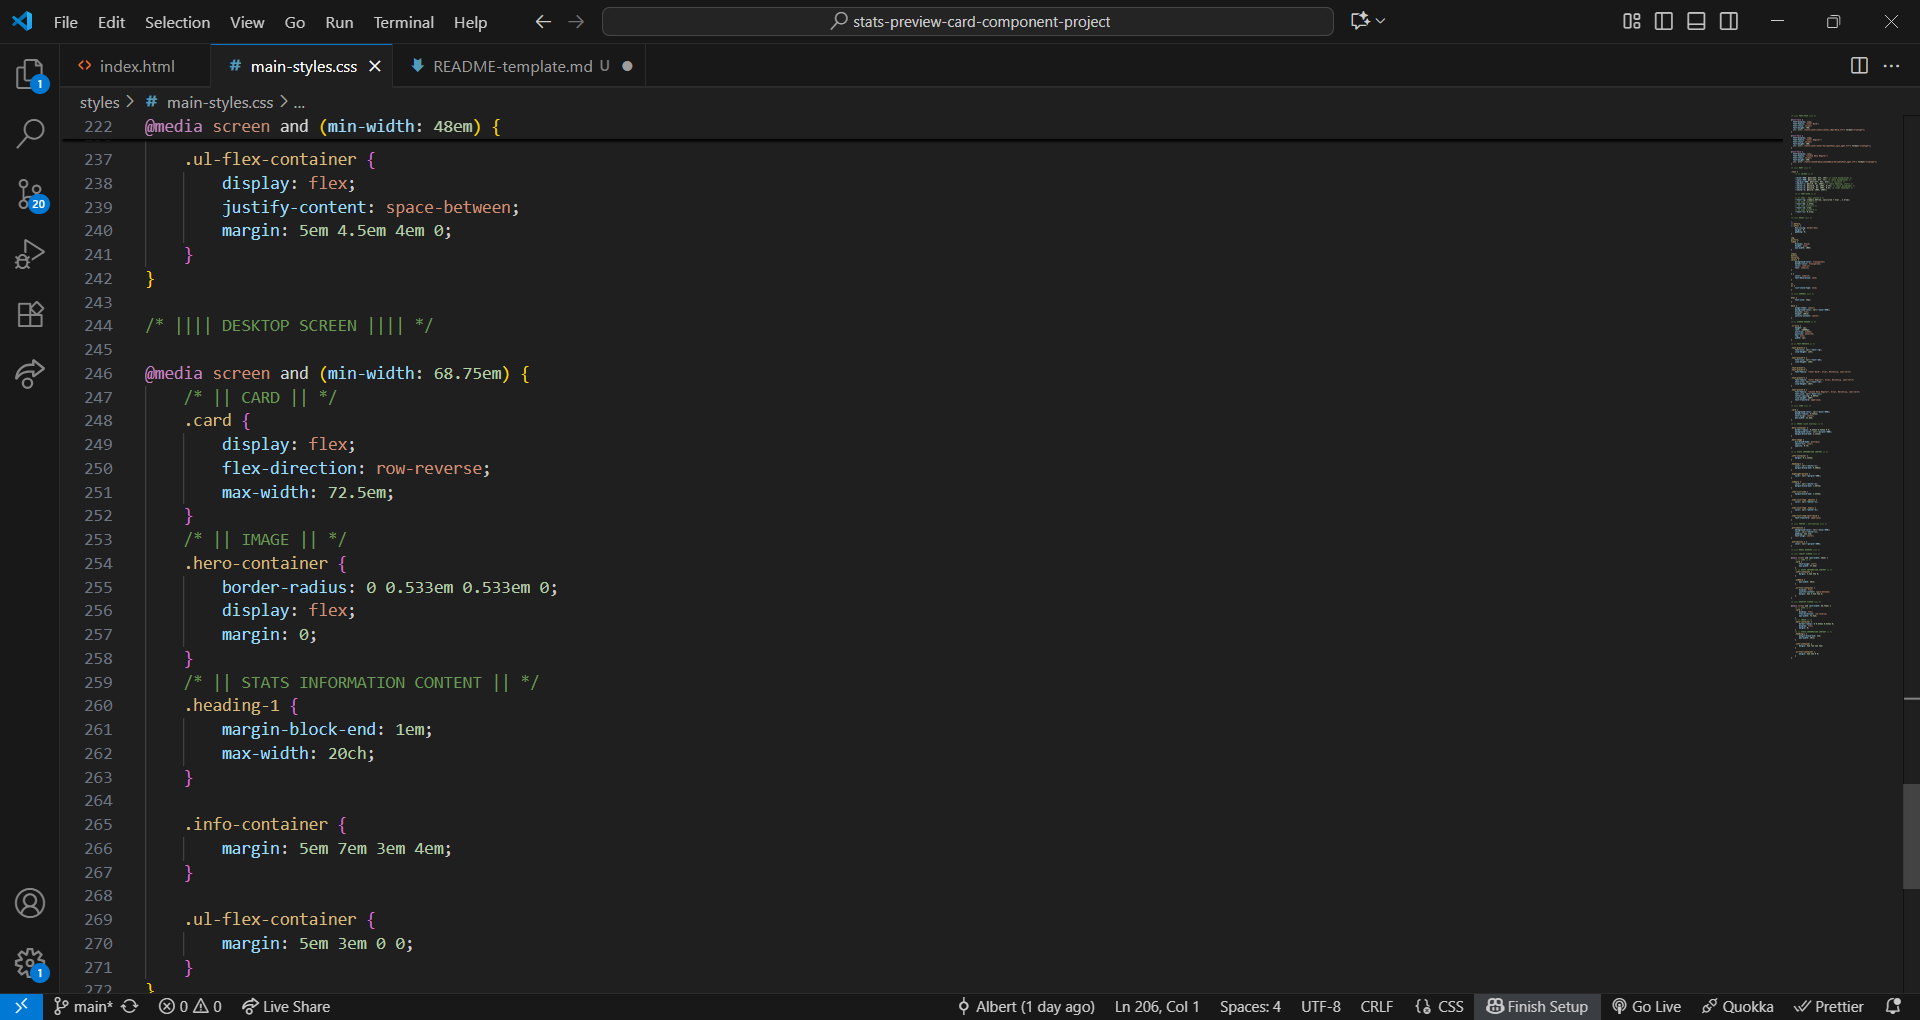 File Edit Selection View Go Run Terminal Help
stats-preview-card-component-project
index.html
# main-styles.css
README-template.md U
styles > # main-styles.css > ...
222 @media screen and (min-width: 48em) {
237 .ul-flex-container {
238 display: flex;
239 justify-content: space-between;
240 margin: 5em 4.5em 4em 0;
241 }
242 }
243
244 /* |||| DESKTOP SCREEN |||| */
245
246 @media screen and (min-width: 68.75em) {
247 /* || CARD || */
248 .card {
249 display: flex;
250 flex-direction: row-reverse;
251 max-width: 72.5em;
252 }
253 /* || IMAGE || */
254 .hero-container {
255 border-radius: 0 0.533em 0.533em 0;
256 display: flex;
257 margin: 0;
258 }
259 /* || STATS INFORMATION CONTENT || */
260 .heading-1 {
261 margin-block-end: 1em;
262 max-width: 20ch;
263 }
264
265 .info-container {
266 margin: 5em 7em 3em 4em;
267 }
268
269 .ul-flex-container {
270 margin: 5em 3em 0 0;
271 }
272 }
1
20
1
main* 0 0 Live Share Albert (1 day ago) Ln 206, Col 1 Spaces: 4 UTF-8 CRLF {} CSS Finish Setup Go Live Quokka Prettier